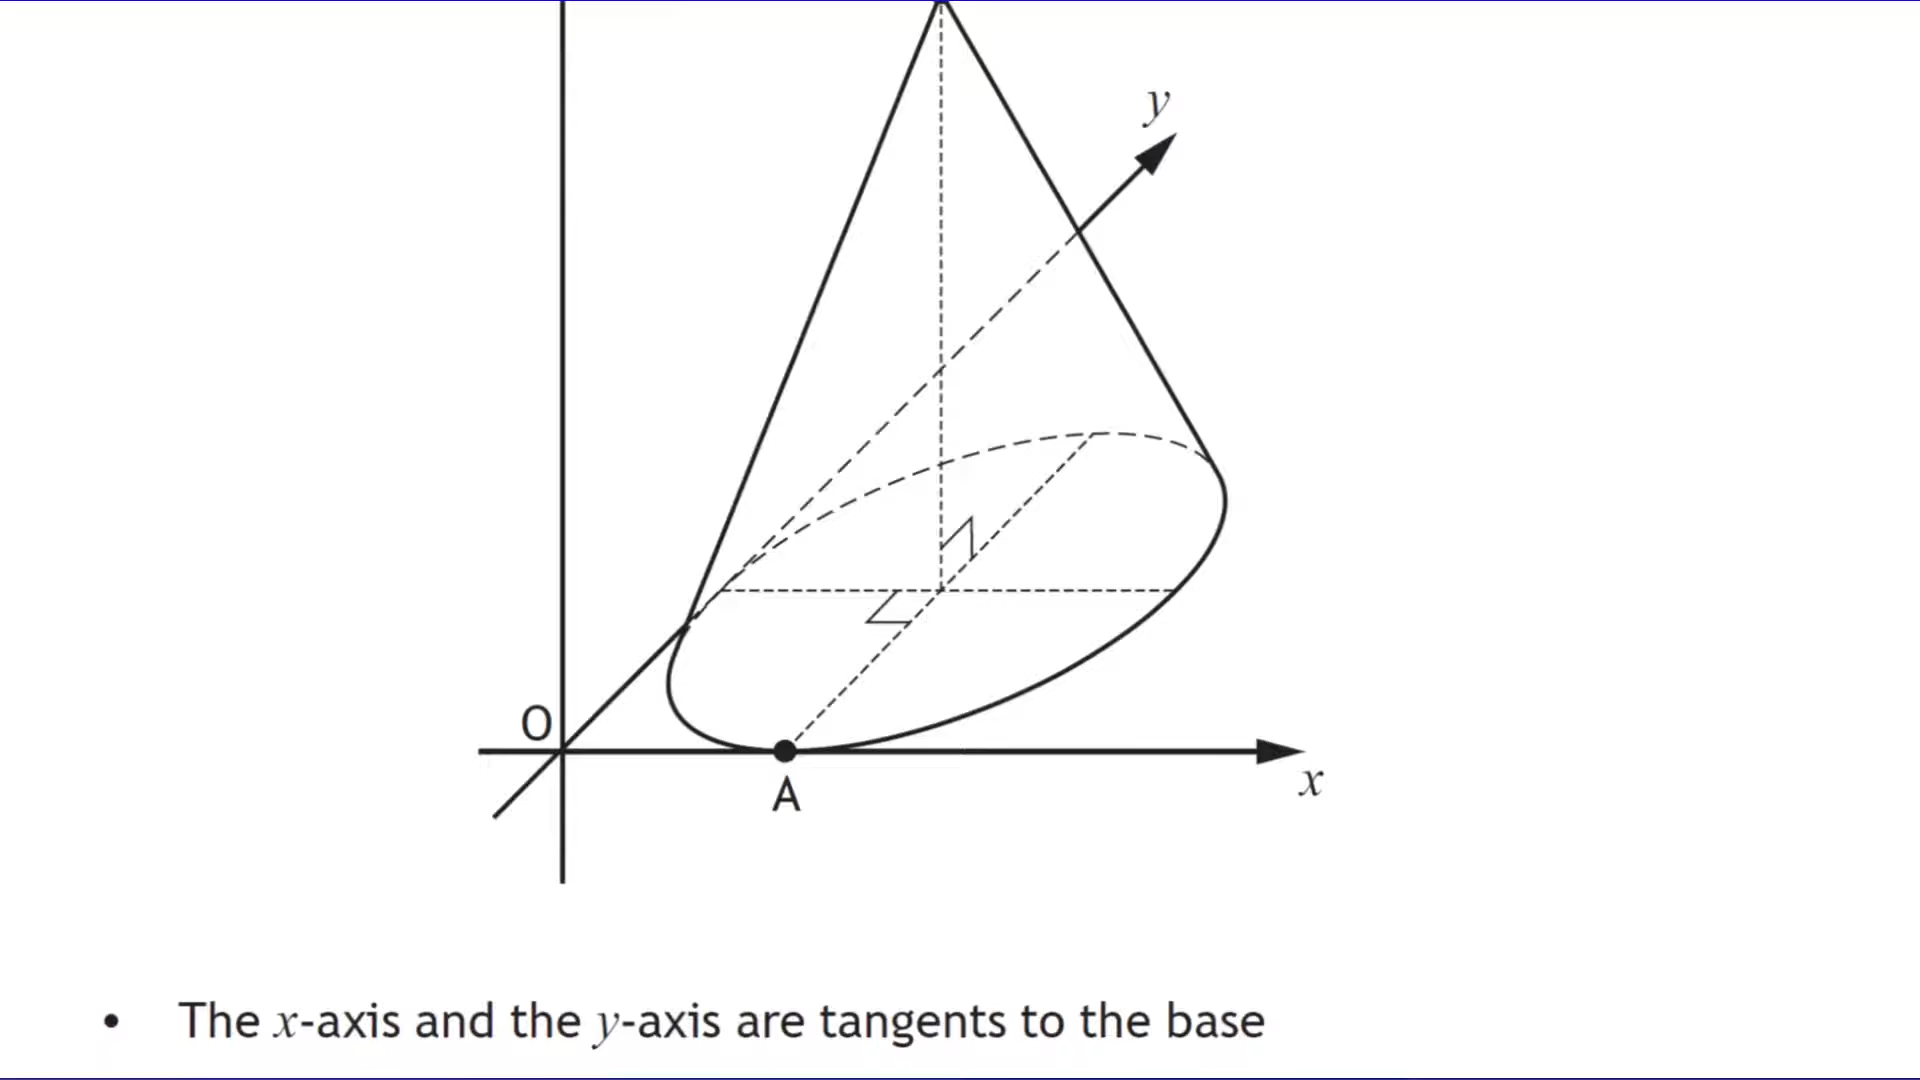 y
O
x
A
• The x-axis and the y-axis are tangents to the base